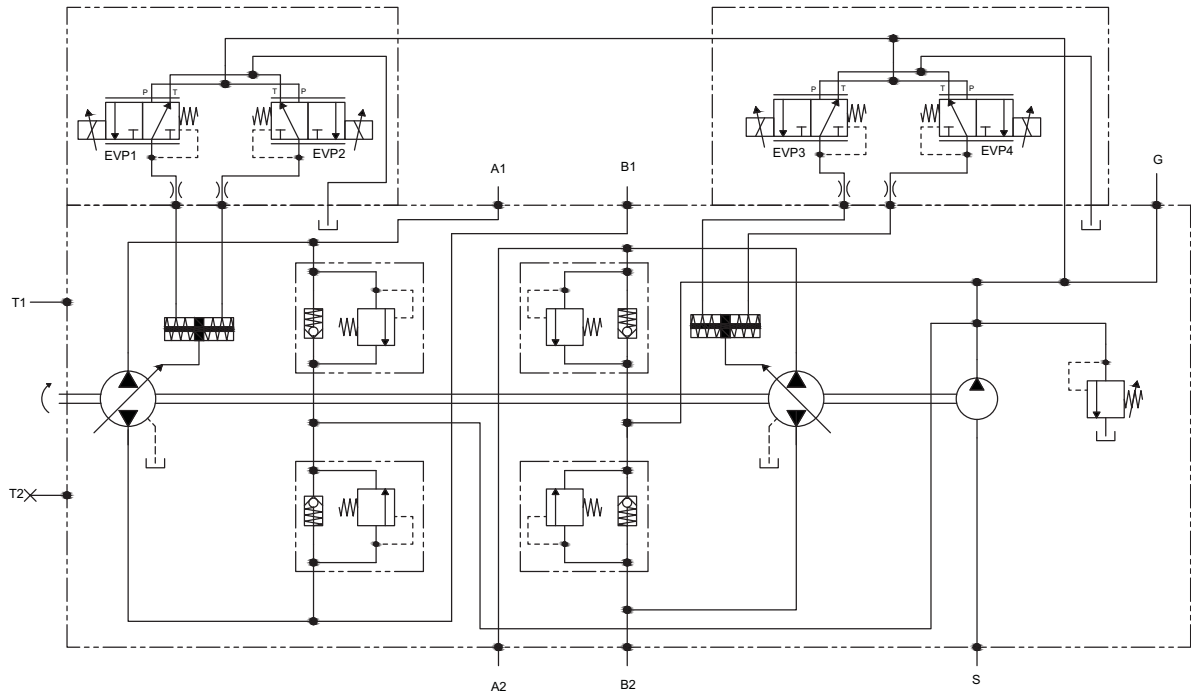 P T T P
P T T P
EVP1 EVP2
EVP3 EVP4
A1 B1 G
T1
T2
A2 B2 S